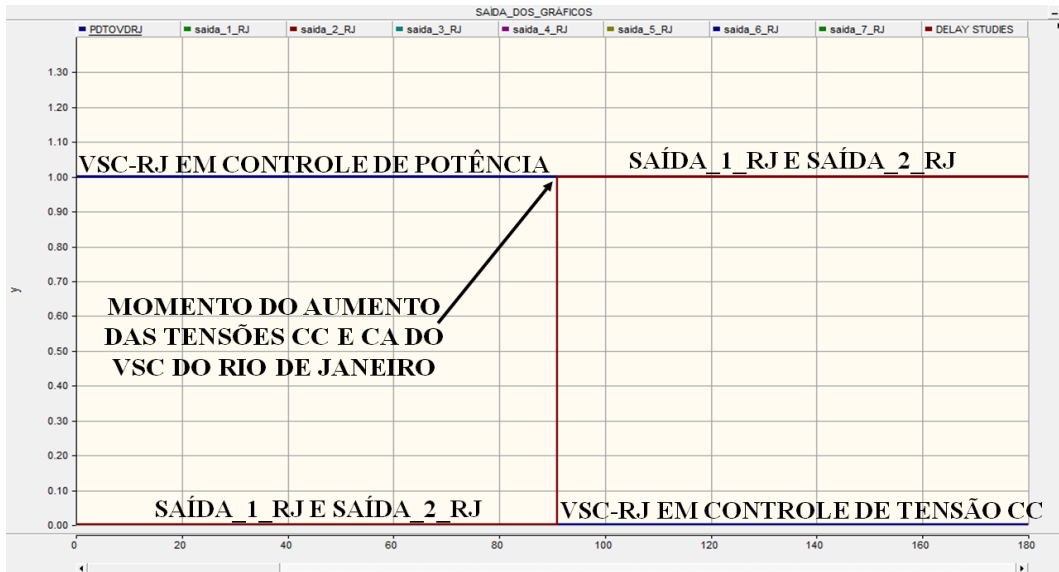 SAÍDA_DOS_GRÁFICOS
PDTOVDRJ saida_1_RJ saida_2_RJ saida_3_RJ saida_4_RJ saida_5_RJ saida_6_RJ saida_7_RJ DELAY STUDIES
1.30
1.20
1.10
VSC-RJ EM CONTROLE DE POTÊNCIA SAÍDA_1_RJ E SAÍDA_2_RJ
1.00
0.90
0.80
0.70
y
MOMENTO DO AUMENTO
0.60
DAS TENSÕES CC E CA DO
0.50
VSC DO RIO DE JANEIRO
0.40
0.30
0.20
0.10
SAÍDA_1_RJ E SAÍDA_2_RJ VSC-RJ EM CONTROLE DE TENSÃO CC
0.00
0 20 40 60 80 100 120 140 160 180